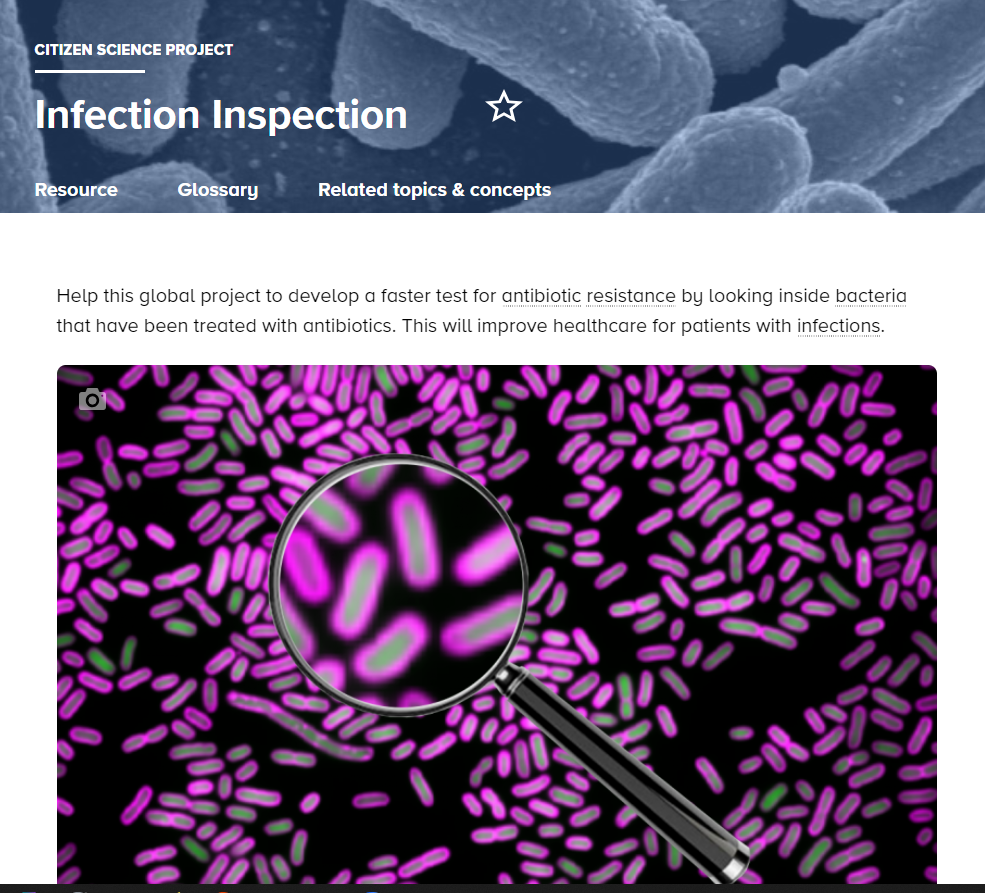 CITIZEN SCIENCE PROJECT
Infection Inspection
Resource Glossary Related topics & concepts
Help this global project to develop a faster test for antibiotic resistance by looking inside bacteria
that have been treated with antibiotics. This will improve healthcare for patients with infections.